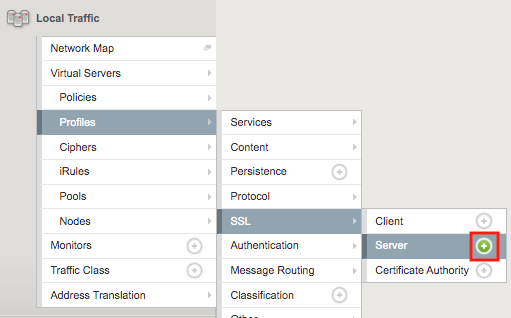 Local Traffic
Network Map
Virtual Servers
Policies
Profiles
Ciphers
iRules
Pools
Nodes
Monitors
Traffic Class
Address Translation
Services
Content
Persistence
Protocol
SSL
Authentication
Message Routing
Classification
Other
Client
Server
Certificate Authority